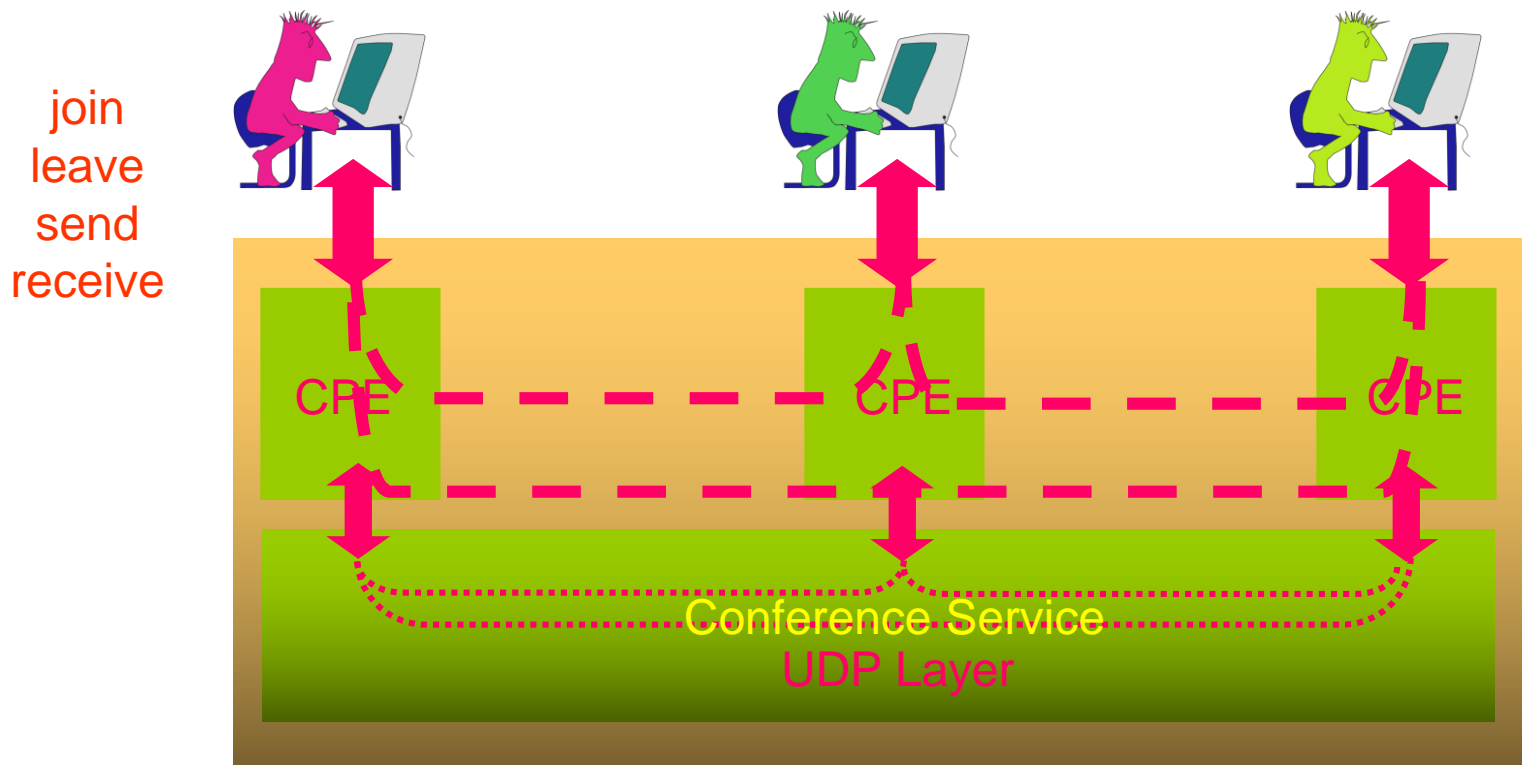 join
leave
send
receive
CPE
CPE
CPE
Conference Service
UDP Layer